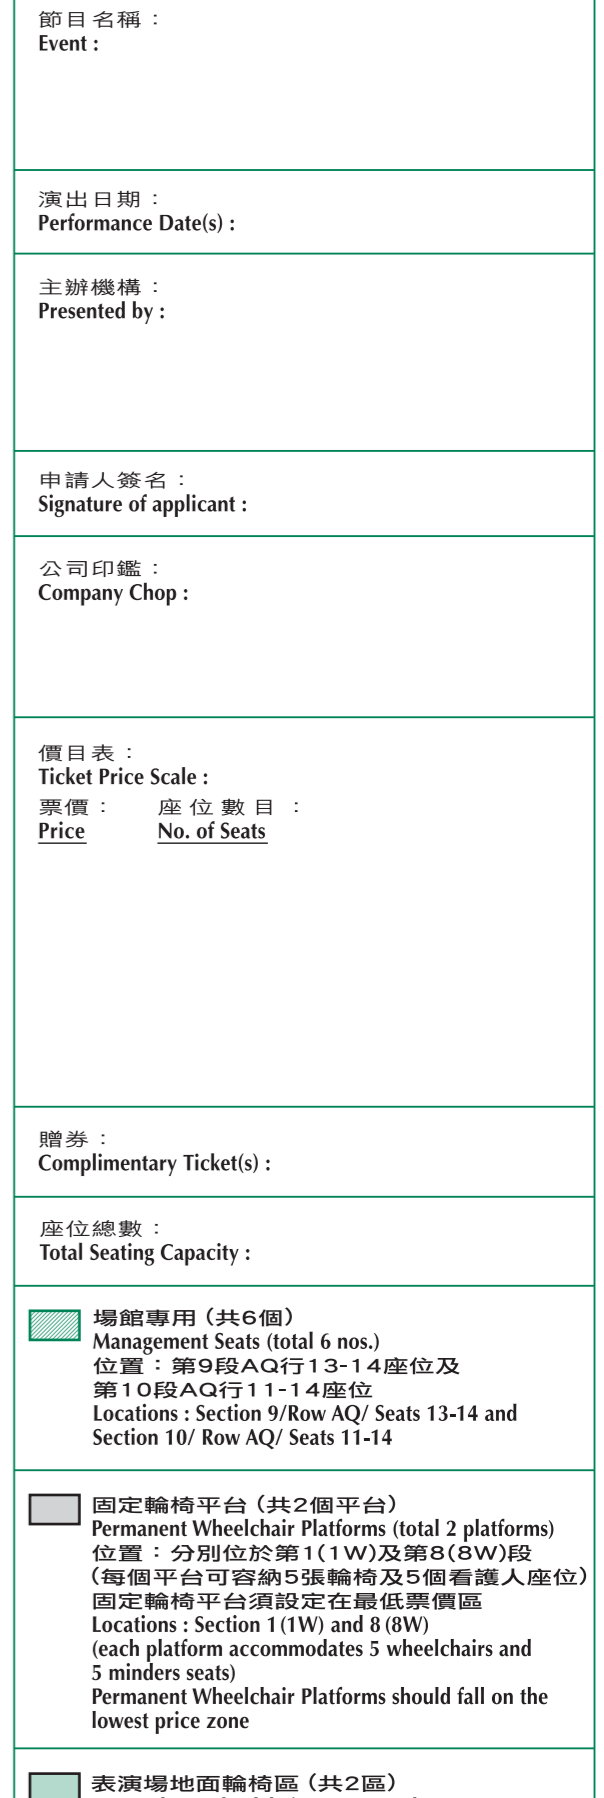 節目名稱：
Event :
演出日期：
Performance Date(s) :
主辦機構：
Presented by :
申請人簽名：
Signature of applicant :
公司印鑑：
Company Chop :
價目表：
Ticket Price Scale :
票價： 座位數目：
Price No. of Seats
贈券：
Complimentary Ticket(s) :
座位總數：
Total Seating Capacity :
場館專用（共6個）
Management Seats (total 6 nos.)
位置：第9段AQ行13-14座位及
第10段AQ行11-14座位
Locations : Section 9/Row AQ/ Seats 13-14 and
Section 10/ Row AQ/ Seats 11-14
固定輪椅平台（共2個平台）
Permanent Wheelchair Platforms (total 2 platforms)
位置：分別位於第1(1W)及第8(8W)段
(每個平台可容納5張輪椅及5個看護人座位)
固定輪椅平台須設定在最低票價區
Locations : Section 1 (1W) and 8 (8W)
(each platform accommodates 5 wheelchairs and
5 minders seats)
Permanent Wheelchair Platforms should fall on the
lowest price zone
表演場地面輪椅區（共2區）